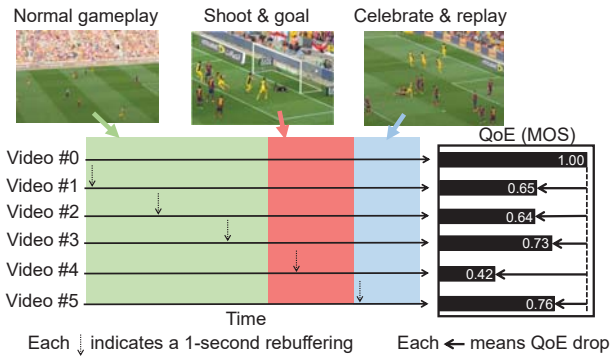 Normal gameplay Shoot & goal Celebrate & replay
QoE (MOS)
Video #0 1.00
Video #1 0.65
Video #2 0.64
Video #3 0.73
Video #4 0.42
Video #5 0.76
Time
Each indicates a 1-second rebuffering Each means QoE drop